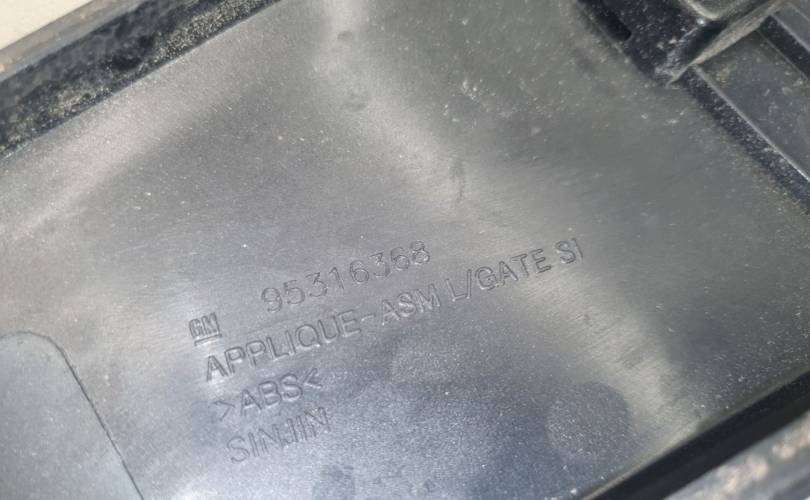 95316368
GM
APPLIQUE-ASM L/GATE SI
>ABS<
SINJIN